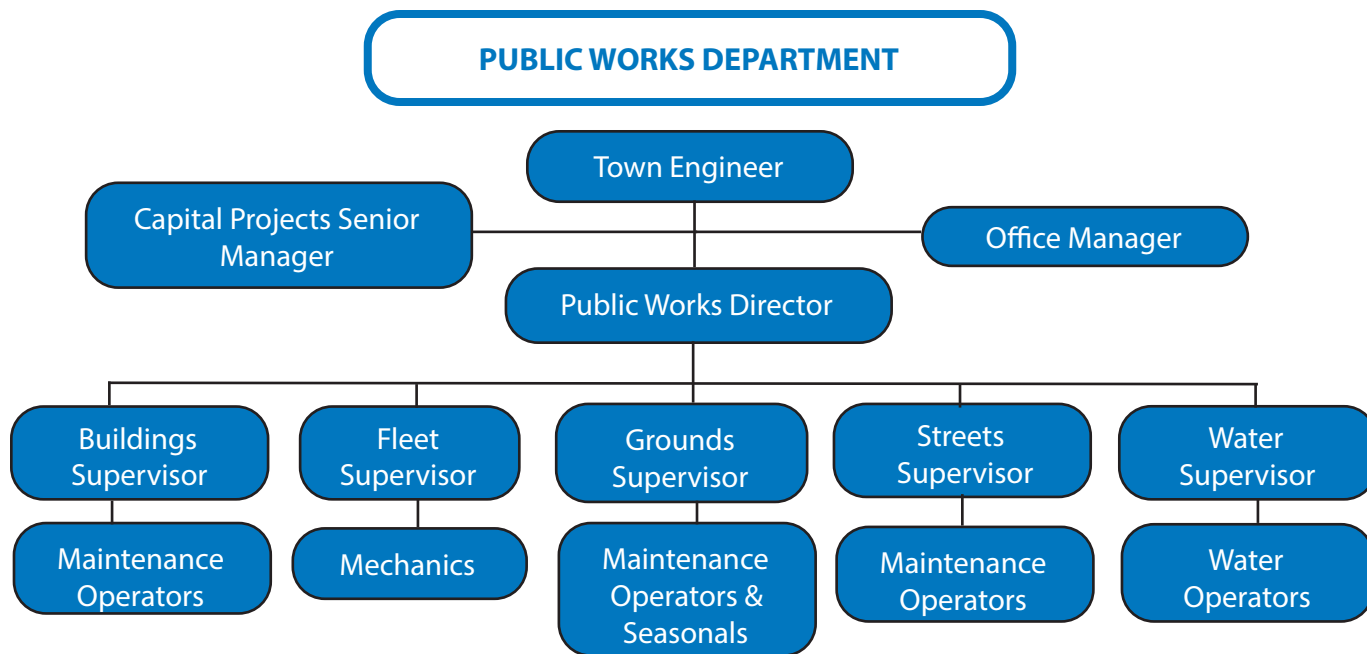 PUBLIC WORKS DEPARTMENT
Town Engineer
Capital Projects Senior
Manager
Office Manager
Public Works Director
Buildings
Supervisor
Fleet
Supervisor
Grounds
Supervisor
Streets
Supervisor
Water
Supervisor
Maintenance
Operators
Mechanics
Maintenance
Operators &
Seasonals
Maintenance
Operators
Water
Operators